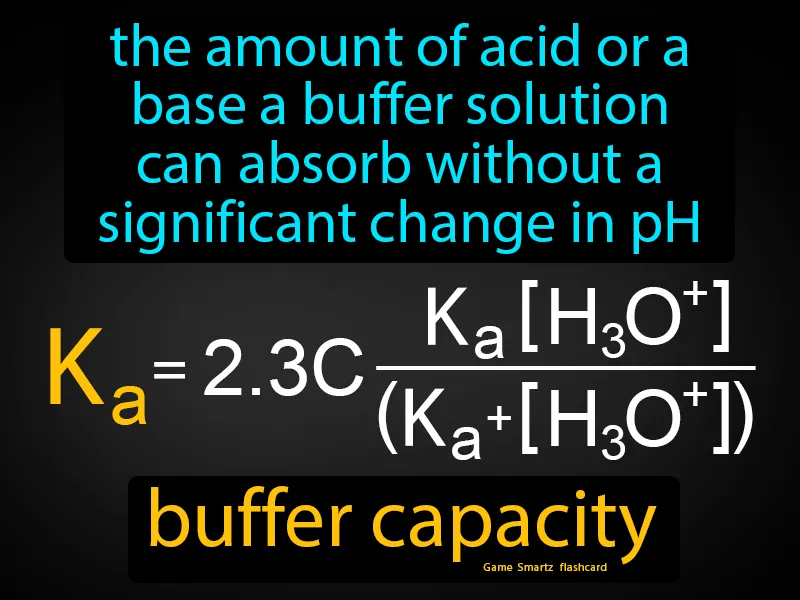 the amount of acid or a
base a buffer solution
can absorb without a
significant change in pH
Kₐ = 2.3C Kₐ[H₃O⁺]
(Kₐ+[H₃O⁺])
buffer capacity
Game Smartz flashcard